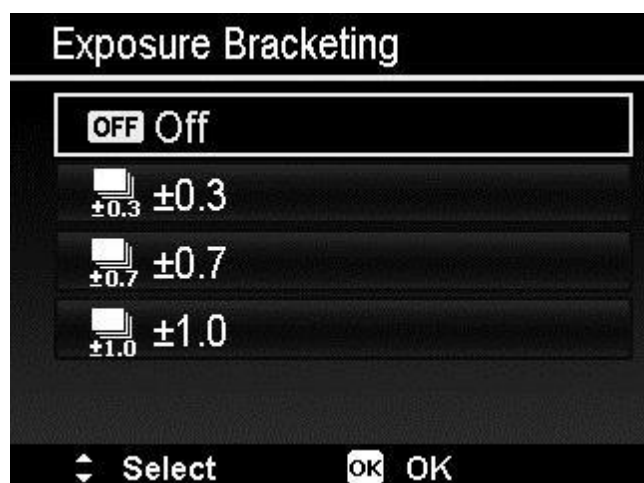 Exposure Bracketing
OFF Off
±0.3 ±0.3
±0.7 ±0.7
±1.0 ±1.0
Select OK OK